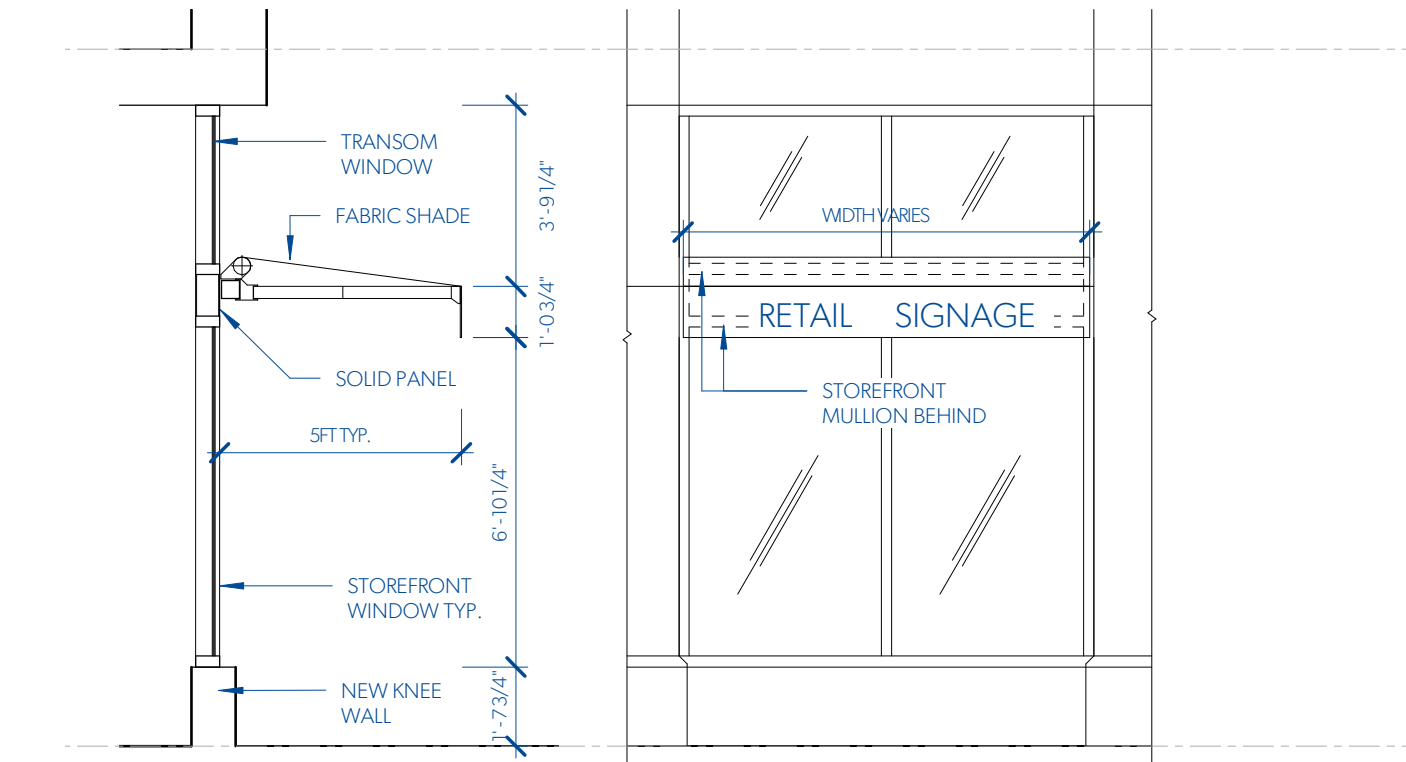 TRANSOM
WINDOW
FABRIC SHADE
3'-91/4"
1'-03/4"
SOLID PANEL
5FT TYP.
6'-101/4"
STOREFRONT
WINDOW TYP.
NEW KNEE
WALL
1'-73/4"
WIDTH VARIES
RETAIL SIGNAGE
STOREFRONT
MULLION BEHIND